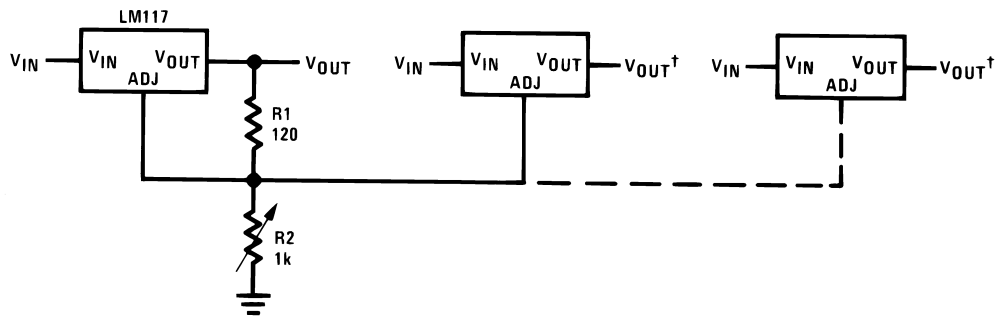 LM117
VIN VIN VOUT VOUT
ADJ
VIN VIN VOUT VOUT†
ADJ
VIN VIN VOUT VOUT†
ADJ
R1
120
R2
1k